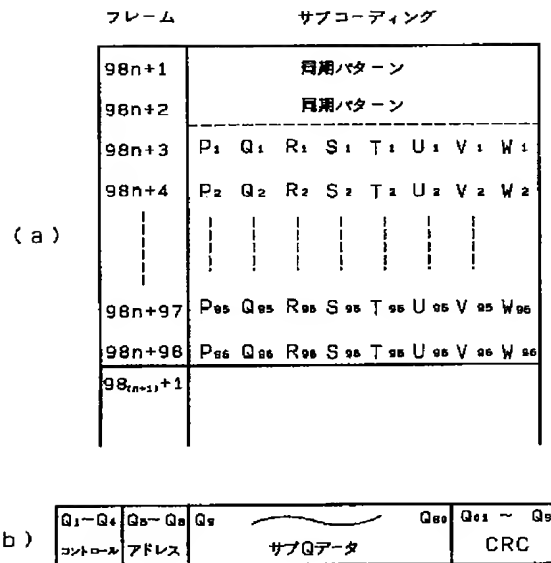 フレーム サブコーディング
98n+1 同期パターン
98n+2 同期パターン
98n+3 P1 Q1 R1 S1 T1 U1 V1 W1
98n+4 P2 Q2 R2 S2 T2 U2 V2 W2
(a)
98n+97 P95 Q95 R95 S95 T95 U95 V95 W95
98n+98 P96 Q96 R96 S96 T96 U96 V96 W96
98(n+1)+1
Q1~Q4 Q5~Q8 Q9 Q80 Q81 ~ Q9
b) コントロール アドレス サブQデータ CRC